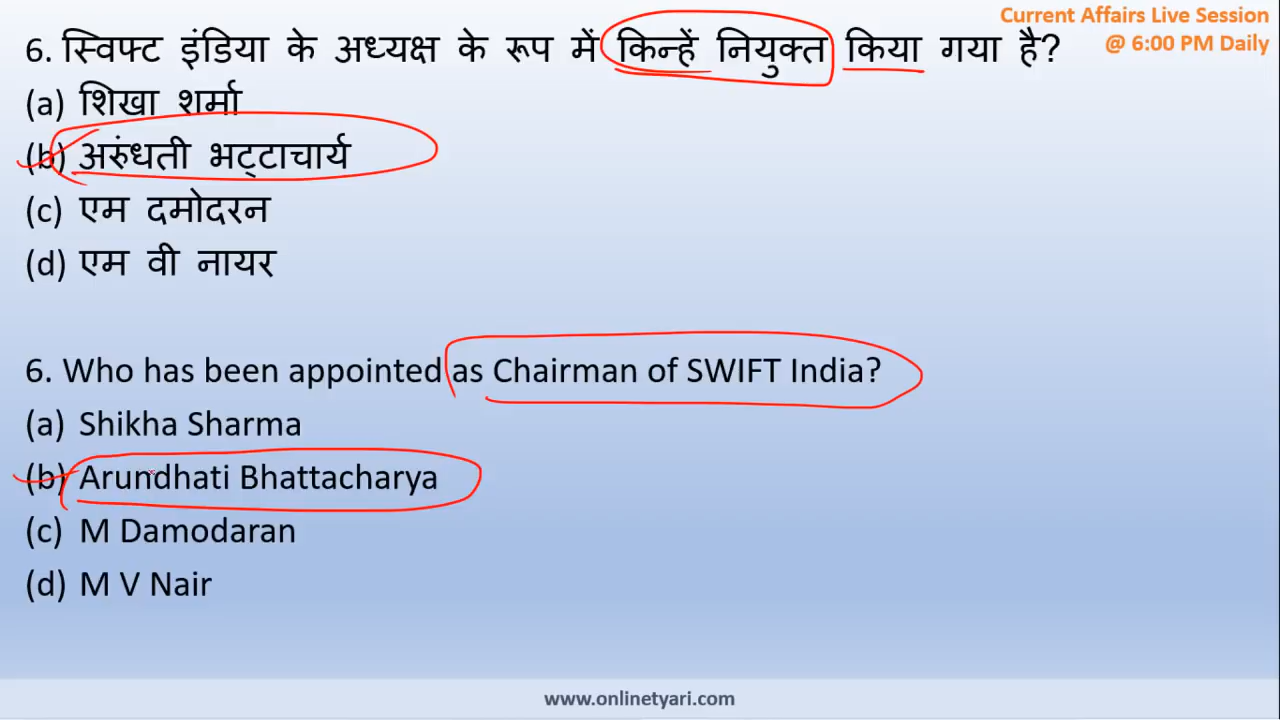 Current Affairs Live Session
@ 6:00 PM Daily
6. स्विफ्ट इंडिया के अध्यक्ष के रूप में किन्हें नियुक्त किया गया है?
(a) शिखा शर्मा
(b) अरुंधती भट्टाचार्य
(c) एम दमोदरन
(d) एम वी नायर
6. Who has been appointed as Chairman of SWIFT India?
(a) Shikha Sharma
(b) Arundhati Bhattacharya
(c) M Damodaran
(d) M V Nair
www.onlinetyari.com